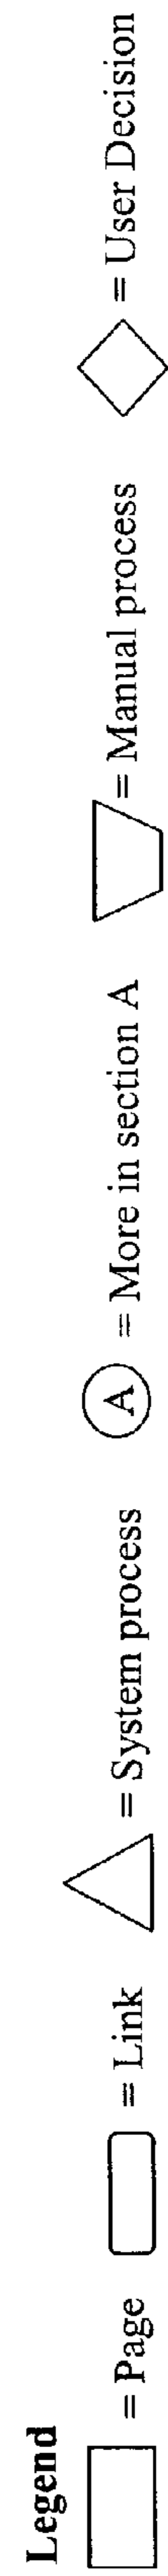 Legend
= Page = Link = System process A = More in section A = Manual process = User Decision